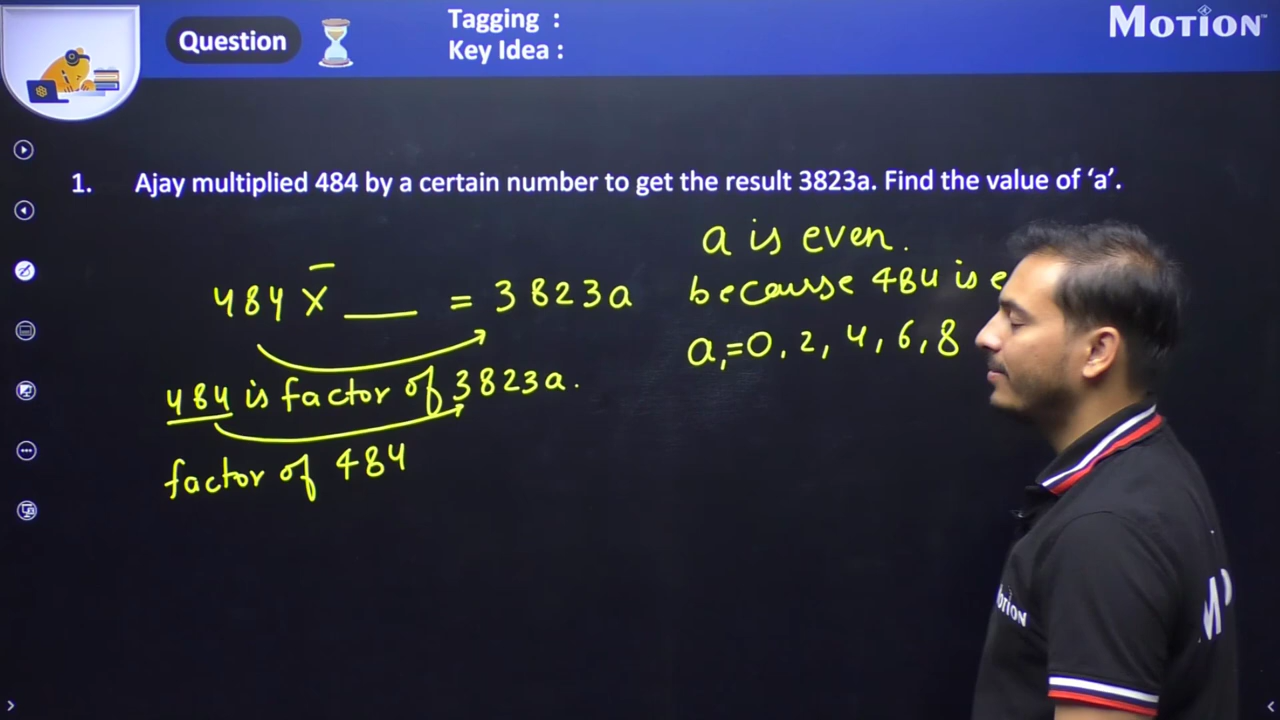 Question
Tagging :
Key Idea :
MOTION
1. Ajay multiplied 484 by a certain number to get the result 3823a. Find the value of ‘a’.
a is even.
because 484 is
484 × ___ = 3823a
a,=0, 2, 4, 6, 8
484 is factor of 3823a.
factor of 484
MOTION